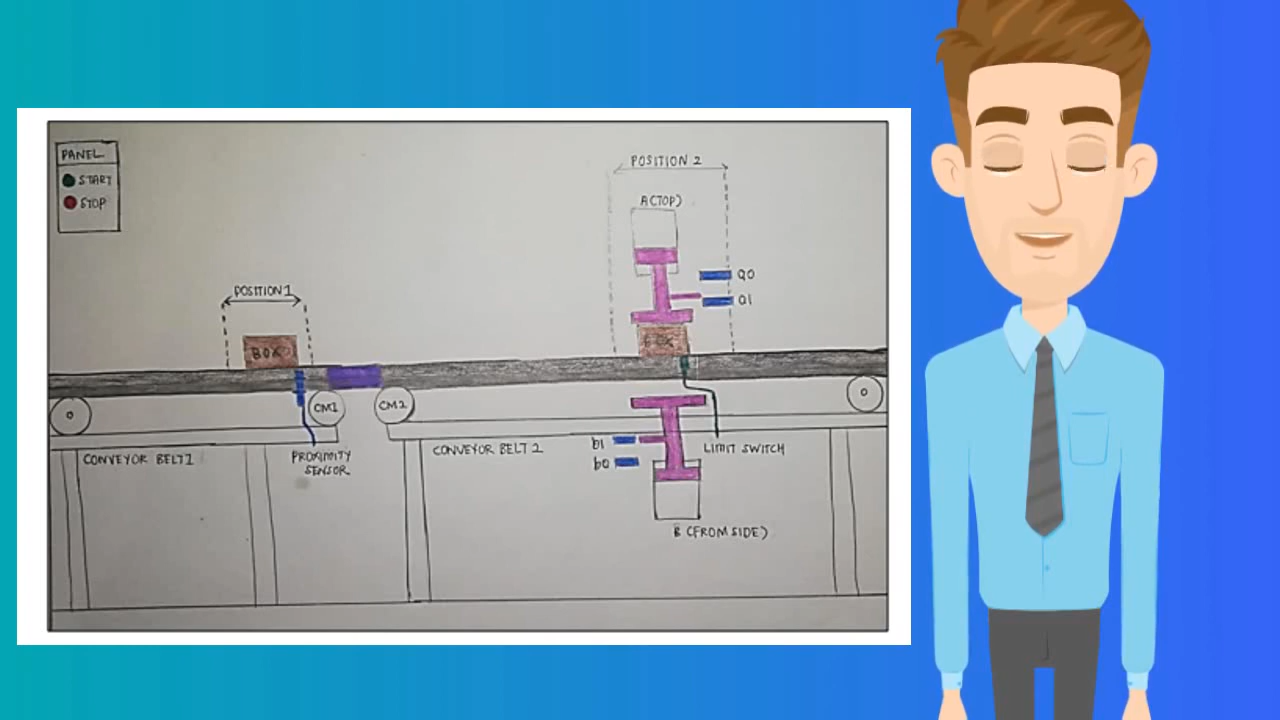 PANEL
START
STOP
POSITION 1
BOX
POSITION 2
A(TOP)
a0
a1
BOX
CM1
CM2
CONVEYOR BELT 1
PROXIMITY
SENSOR
CONVEYOR BELT 2
b1
b0
LIMIT SWITCH
B (FROM SIDE)